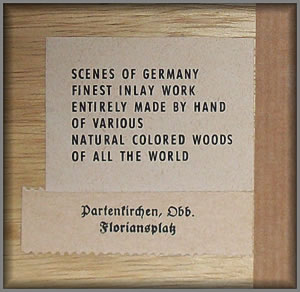 SCENES OF GERMANY
FINEST INLAY WORK
ENTIRELY MADE BY HAND
OF VARIOUS
NATURAL COLORED WOODS
OF ALL THE WORLD
Partenkirchen, Obb.
Floriansplatz